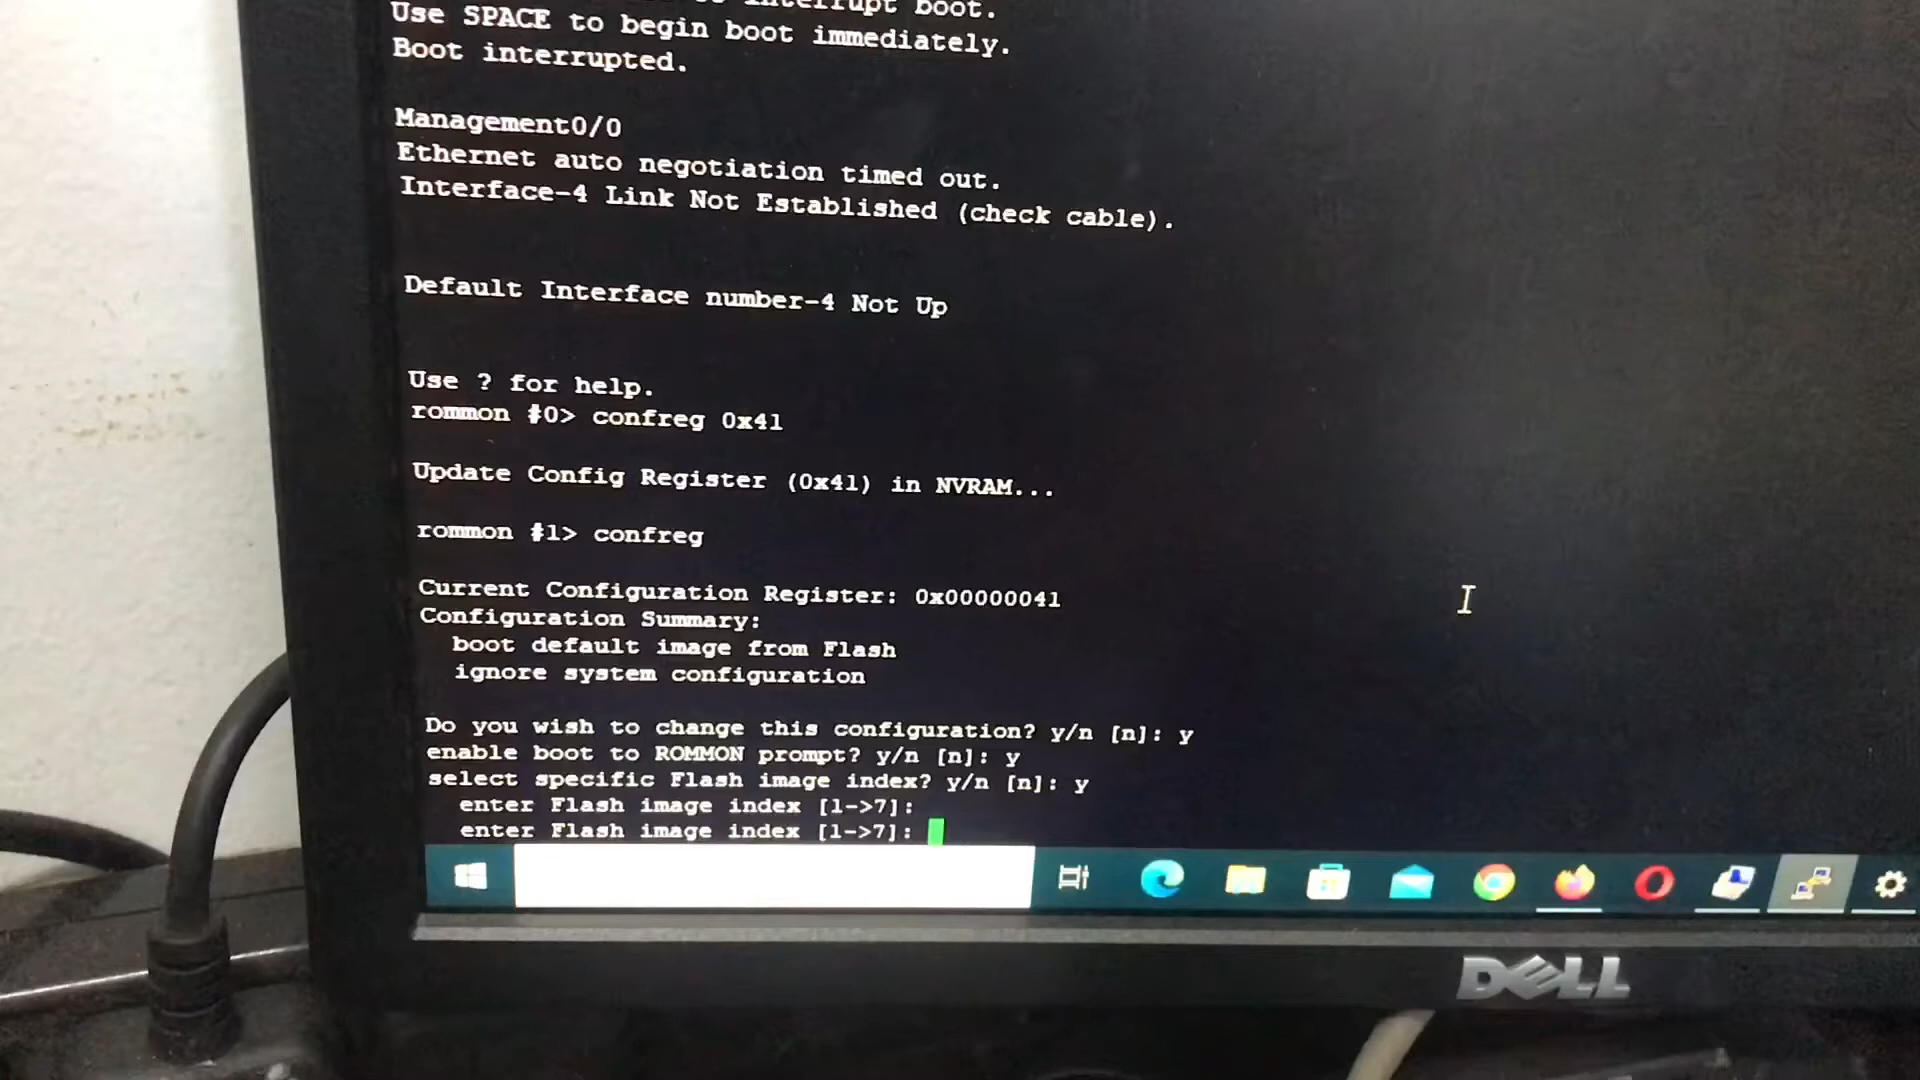 interrupt boot.
Use SPACE to begin boot immediately.
Boot interrupted.
Management0/0
Ethernet auto negotiation timed out.
Interface-4 Link Not Established (check cable).
Default Interface number-4 Not Up
Use ? for help.
rommon #0> confreg 0x41
Update Config Register (0x41) in NVRAM...
rommon #1> confreg
Current Configuration Register: 0x00000041
Configuration Summary:
boot default image from Flash
ignore system configuration
Do you wish to change this configuration? y/n [n]: y
enable boot to ROMMON prompt? y/n [n]: y
select specific Flash image index? y/n [n]: y
enter Flash image index [1->7]:
enter Flash image index [1->7]:
DELL